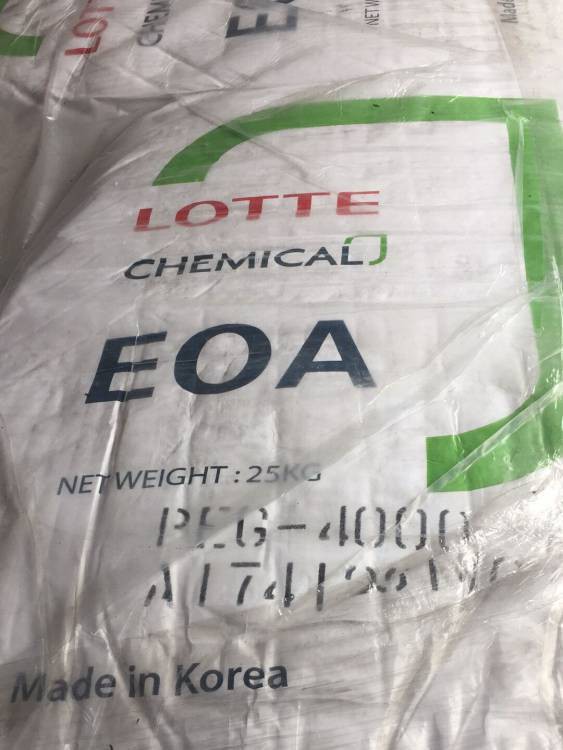 LOTTE
CHEMICAL
EOA
NET WEIGHT : 25KG
PEG-4000
Made in Korea